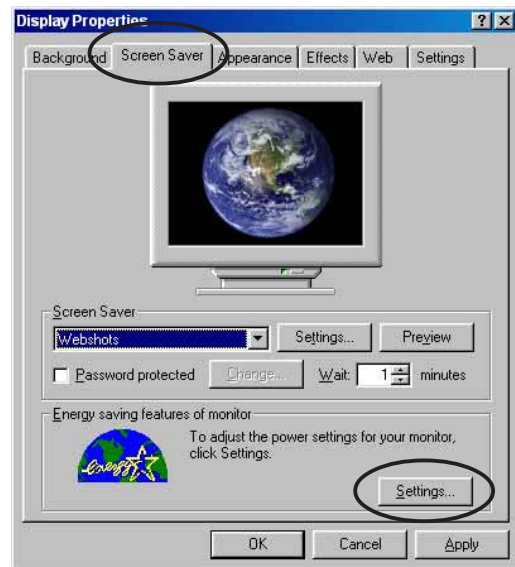 Display Properties
Background Screen Saver Appearance Effects Web Settings
Screen Saver
Webshots Settings... Preview
Password protected Change... Wait: 1 minutes
Energy saving features of monitor
To adjust the power settings for your monitor,
click Settings.
energy
Settings...
OK Cancel Apply